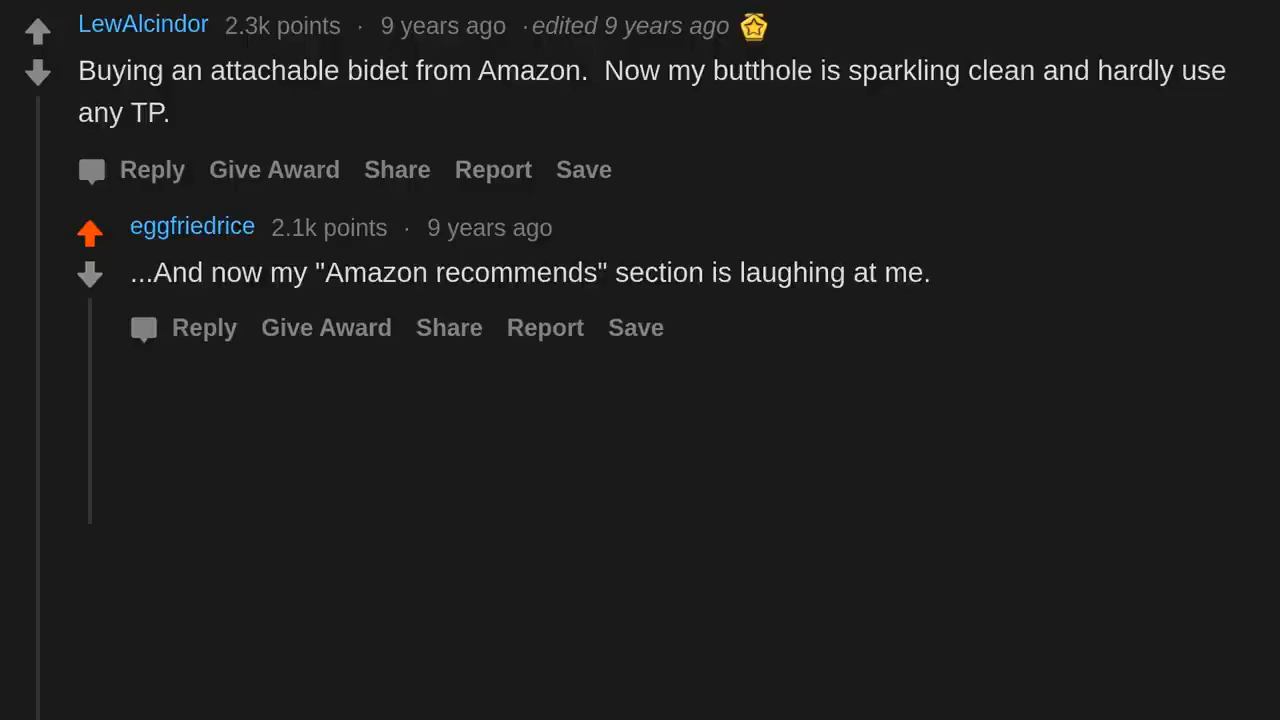 LewAlcindor 2.3k points · 9 years ago · edited 9 years ago
Buying an attachable bidet from Amazon.  Now my butthole is sparkling clean and hardly use
any TP.
Reply Give Award Share Report Save
eggfriedrice 2.1k points · 9 years ago
...And now my "Amazon recommends" section is laughing at me.
Reply Give Award Share Report Save